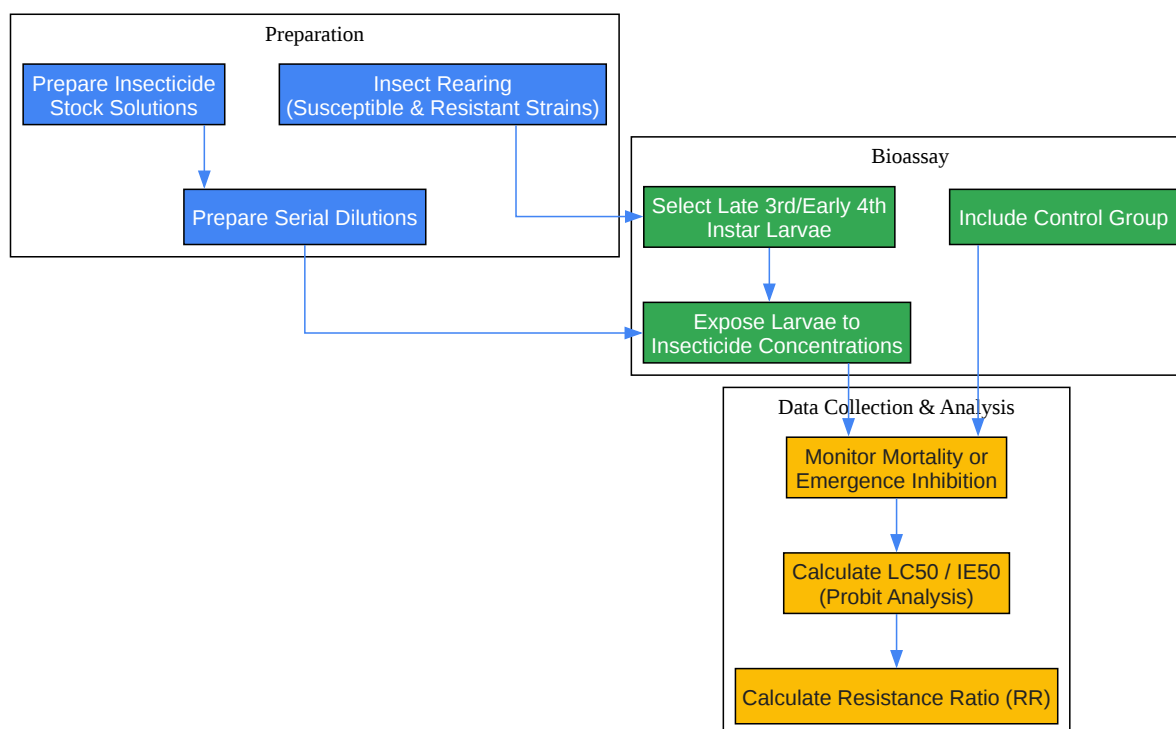 Preparation
Prepare Insecticide
Stock Solutions
Insect Rearing
(Susceptible & Resistant Strains)
Prepare Serial Dilutions
Bioassay
Select Late 3rd/Early 4th
Instar Larvae
Include Control Group
Expose Larvae to
Insecticide Concentrations
Data Collection & Analysis
Monitor Mortality or
Emergence Inhibition
Calculate LC50 / IE50
(Probit Analysis)
Calculate Resistance Ratio (RR)